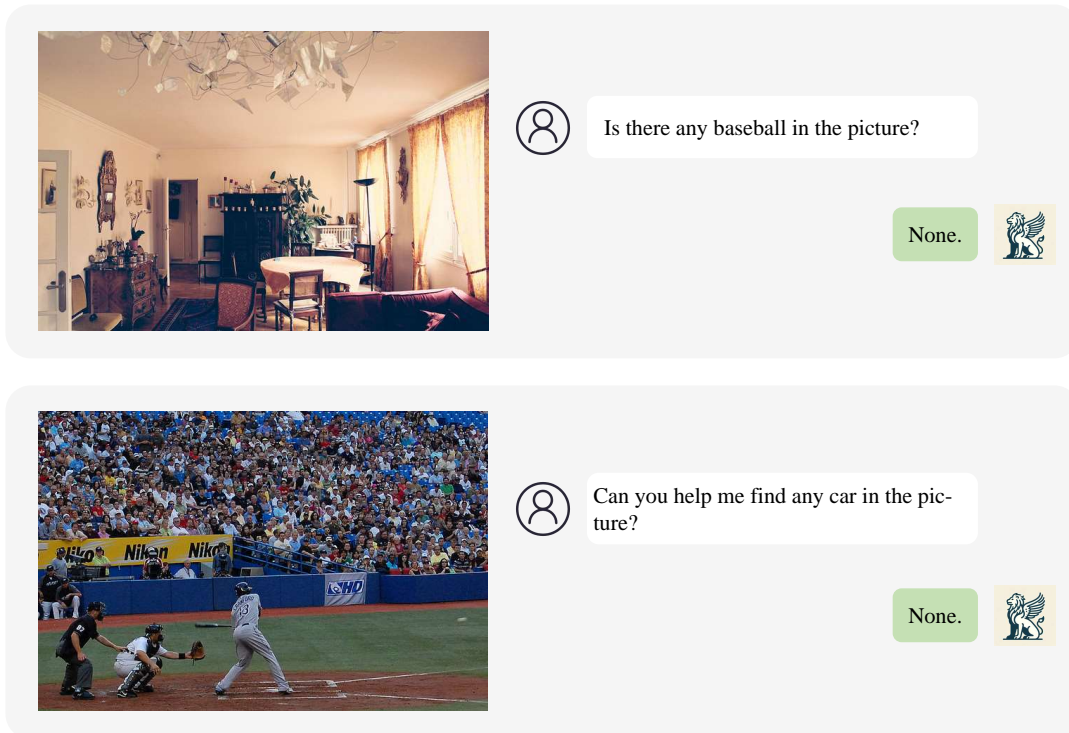 Is there any baseball in the picture?
None.
Can you help me find any car in the pic-
ture?
None.
Nikon Nikon
HD